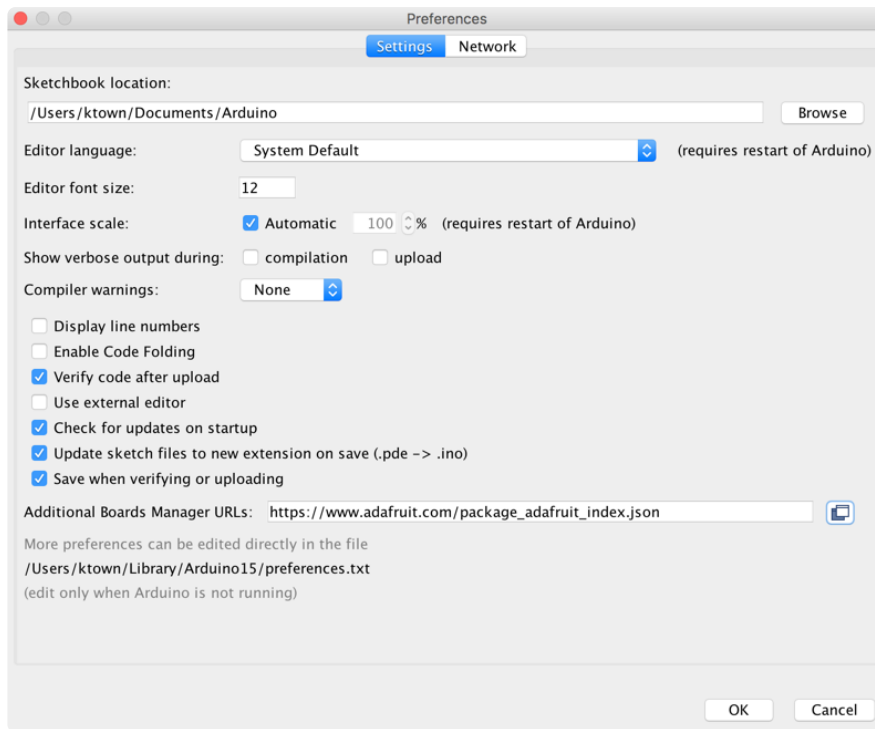 Preferences
Settings Network
Sketchbook location:
/Users/ktown/Documents/Arduino Browse
Editor language: System Default (requires restart of Arduino)
Editor font size: 12
Interface scale: Automatic 100 % (requires restart of Arduino)
Show verbose output during: compilation upload
Compiler warnings: None
Display line numbers
Enable Code Folding
Verify code after upload
Use external editor
Check for updates on startup
Update sketch files to new extension on save (.pde -> .ino)
Save when verifying or uploading
Additional Boards Manager URLs: https://www.adafruit.com/package_adafruit_index.json
More preferences can be edited directly in the file
/Users/ktown/Library/Arduino15/preferences.txt
(edit only when Arduino is not running)
OK Cancel